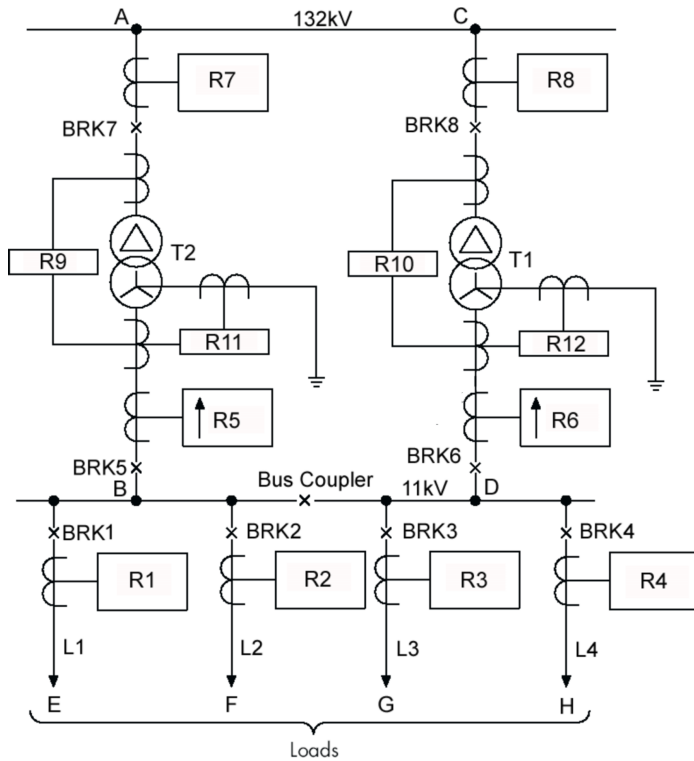 A 132kV C
R7 R8
BRK7 BRK8
T2 T1
R9 R10
R11 R12
R5 R6
BRK5 BRK6
B Bus Coupler 11kV D
BRK1 BRK2 BRK3 BRK4
R1 R2 R3 R4
L1 L2 L3 L4
E F G H
Loads